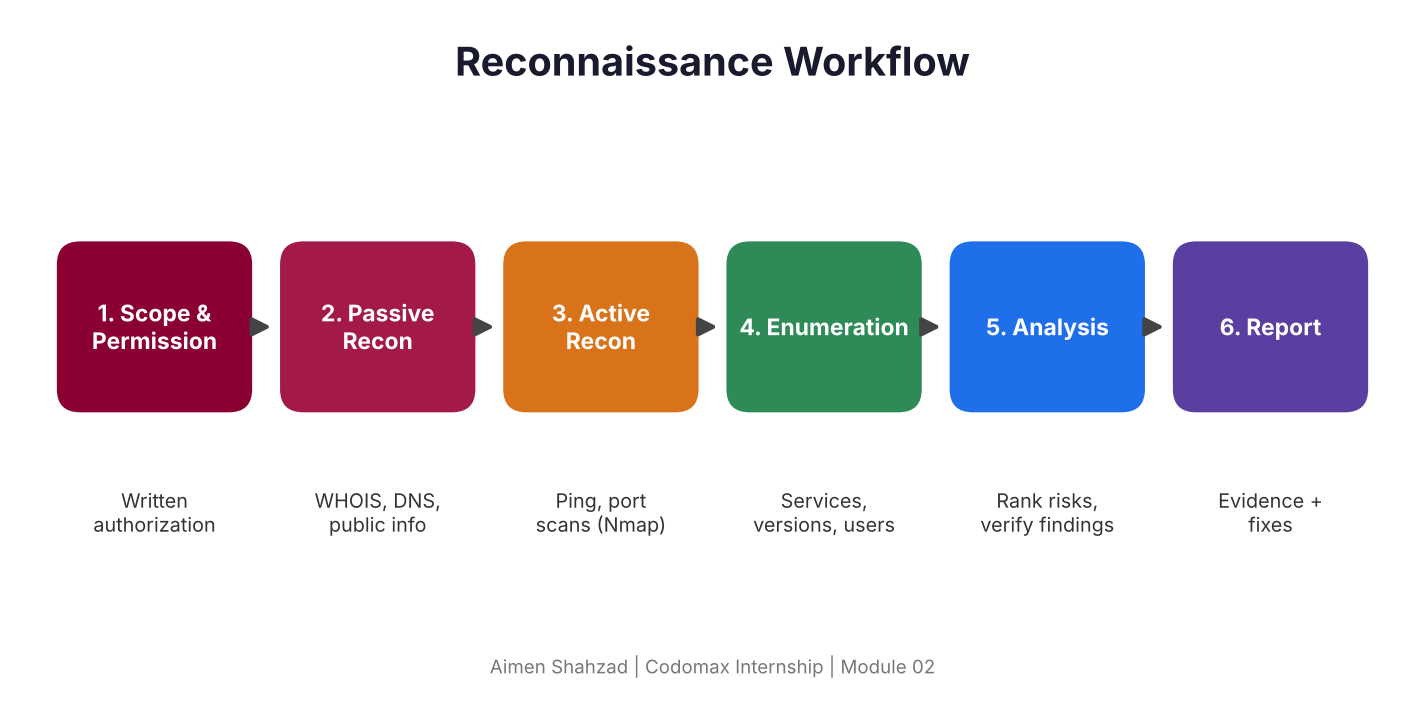 Reconnaissance Workflow
1. Scope &
Permission
2. Passive
Recon
3. Active
Recon
4. Enumeration
5. Analysis
6. Report
Written
authorization
WHOIS, DNS,
public info
Ping, port
scans (Nmap)
Services,
versions, users
Rank risks,
verify findings
Evidence +
fixes
Aimen Shahzad | Codomax Internship | Module 02